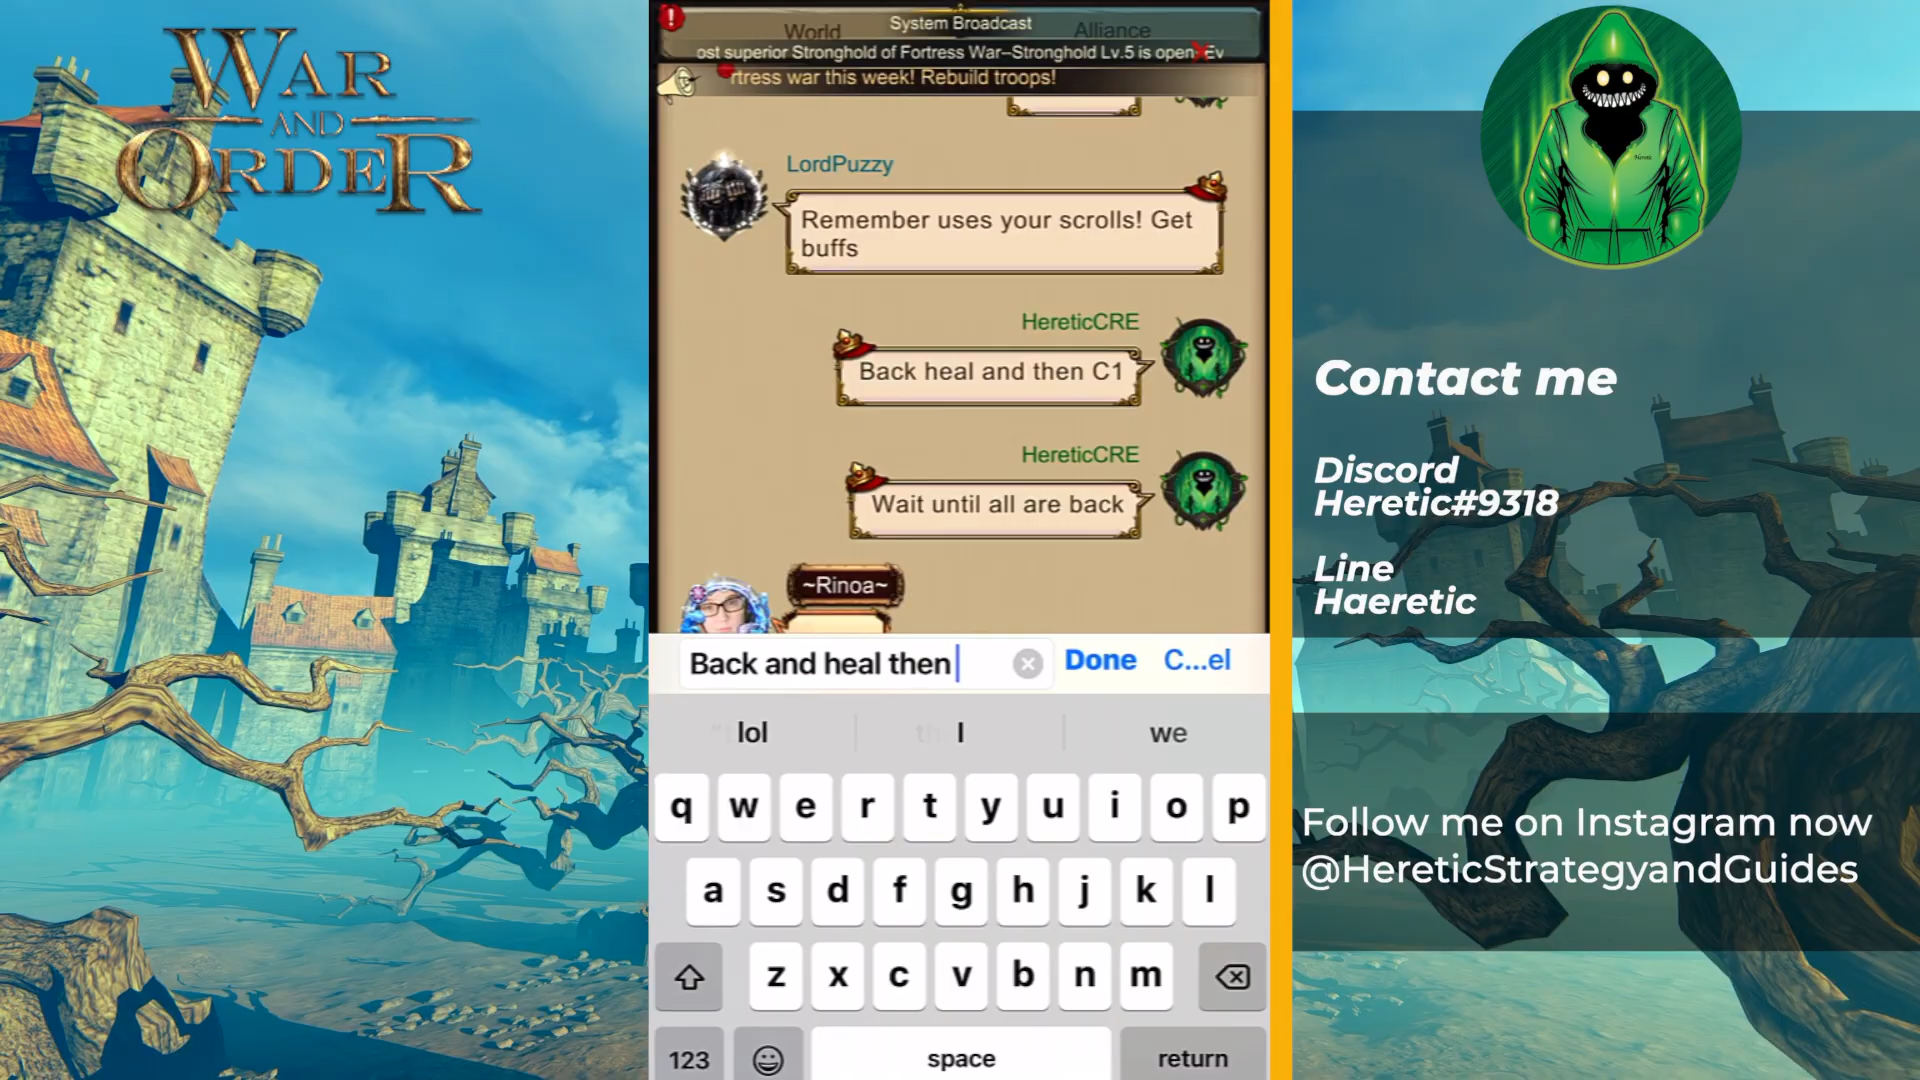 WAR
AND
ORDER
World
System Broadcast
Alliance
ost superior Stronghold of Fortress War--Stronghold Lv.5 is open
Ev
rtress war this week! Rebuild troops!
LordPuzzy
Remember uses your scrolls! Get
buffs
HereticCRE
Back heal and then C1
HereticCRE
Wait until all are back
~Rinoa~
Back and heal then
Done
C...el
lol
I
we
q w e r t y u i o p
a s d f g h j k l
z x c v b n m
123
space
return
Contact me
Discord
Heretic#9318
Line
Haeretic
Follow me on Instagram now
@HereticStrategyandGuides